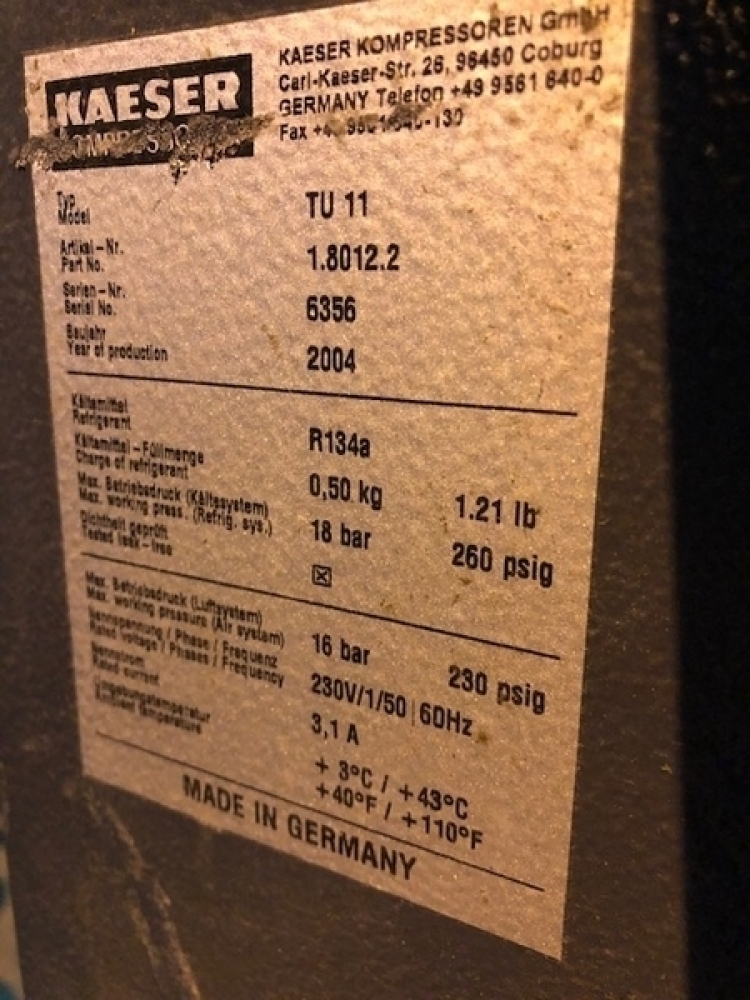 KAESER
KAESER KOMPRESSOREN GmbH
Carl-Kaeser-Str. 26, 96450 Coburg
GERMANY Telefon +49 9561 640-0
Fax -130
Typ
Model
TU 11
Artikel-Nr.
Part No.
1.8012.2
Serien-Nr.
Serial No.
6356
Baujahr
Year of production
2004
Kältemittel
Refrigerant
R134a
Kältemittel-Füllmenge
Charge of refrigerant
0,50 kg 1.21 lb
Max. Betriebsdruck (Kältesystem)
Max. working press. (Refrig. sys.)
18 bar 260 psig
Dichtheit geprüft
Tested leak-free
☒
Max. Betriebsdruck (Luftsystem)
Max. working pressure (Air system)
16 bar 230 psig
Nennspannung / Phase / Frequenz
Rated voltage / Phases / Frequency
230V/1/50|60Hz
Nennstrom
Rated current
3,1 A
Umgebungstemperatur
Ambient temperature
+ 3°C / +43°C
+40°F / +110°F
MADE IN GERMANY